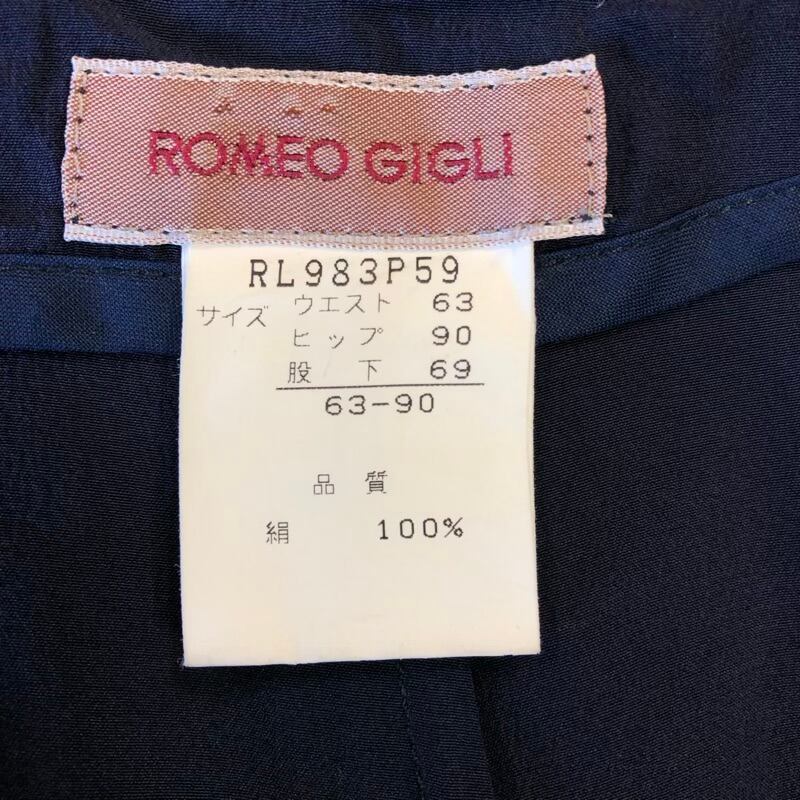 ROMEO GIGLI
RL983P59
サイズ ウエスト 63
ヒップ 90
股下 69
63-90
品質
絹 100%